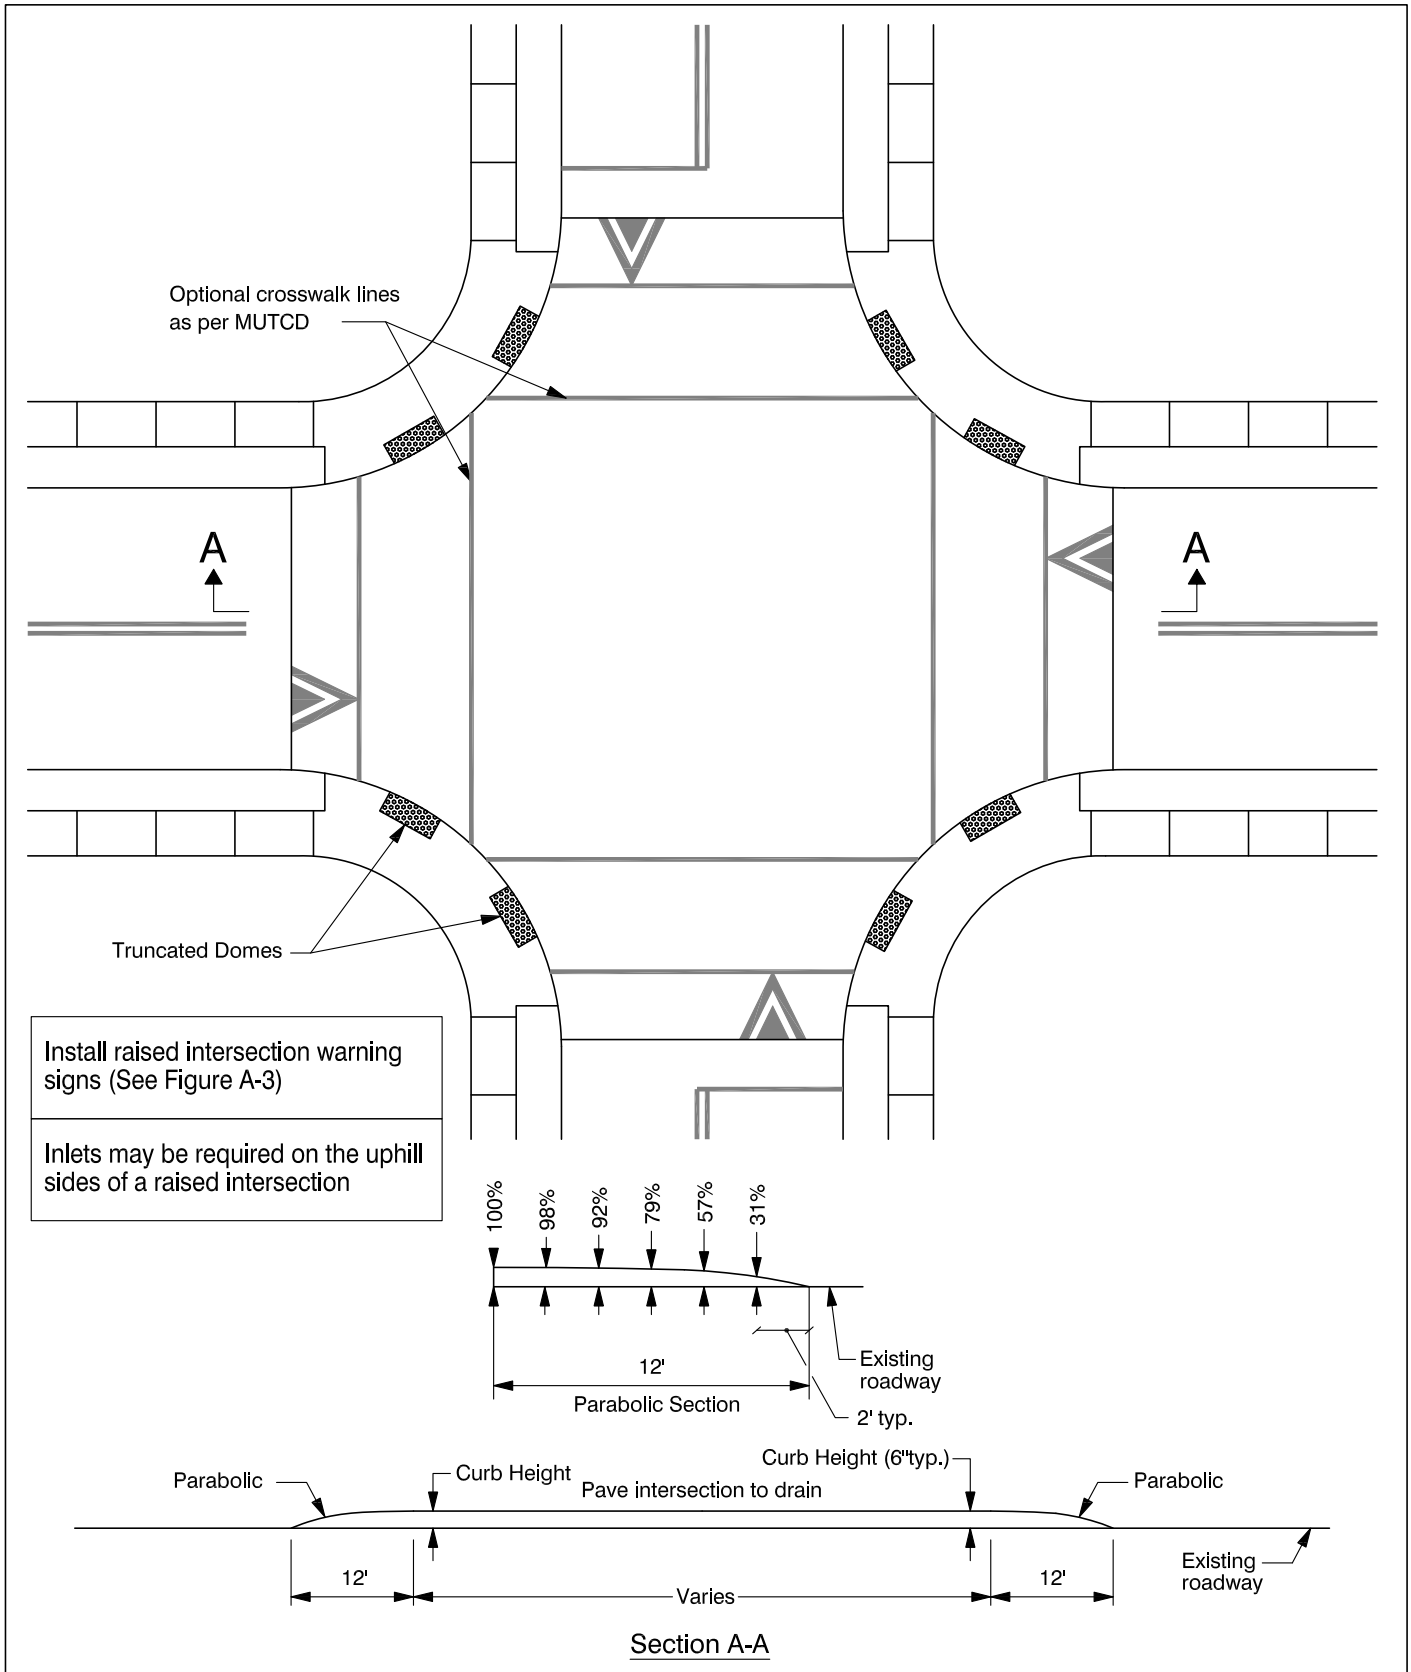 Optional crosswalk lines
as per MUTCD
A
A
Truncated Domes
Install raised intersection warning
signs (See Figure A-3)
Inlets may be required on the uphill
sides of a raised intersection
100%
98%
92%
79%
57%
31%
12'
Parabolic Section
Existing
roadway
2' typ.
Parabolic
Curb Height
Pave intersection to drain
Curb Height (6"typ.)
Parabolic
12'
Varies
12'
Existing
roadway
Section A-A